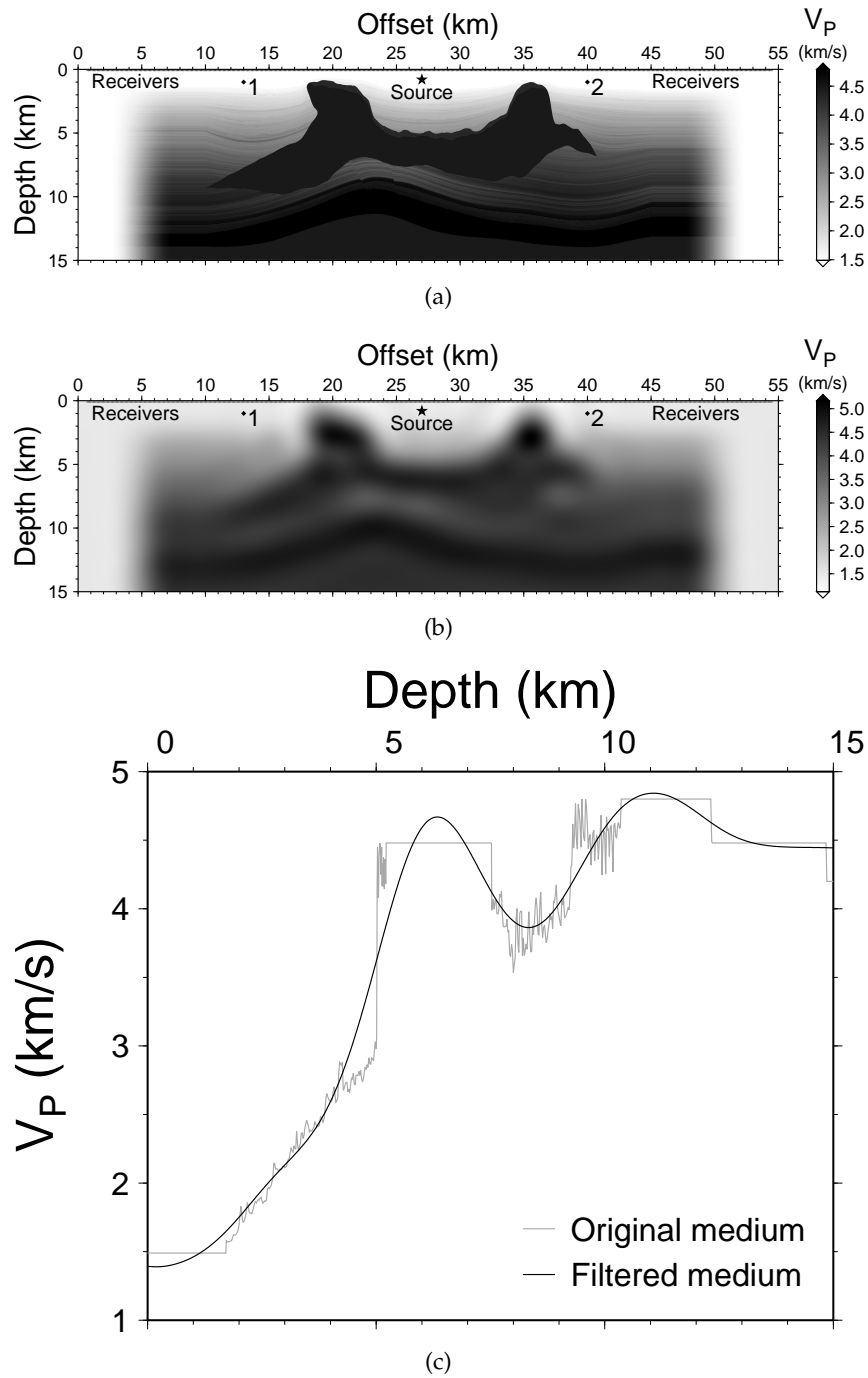 Offset (km)
V_P
(km/s)
0 5 10 15 20 25 30 35 40 45 50 55
Receivers 1 Source 2 Receivers
Depth (km)
0
5
10
15
4.5
4.0
3.5
3.0
2.5
2.0
1.5
(a)
Offset (km)
V_P
(km/s)
0 5 10 15 20 25 30 35 40 45 50 55
Receivers 1 Source 2 Receivers
Depth (km)
0
5
10
15
5.0
4.5
4.0
3.5
3.0
2.5
2.0
1.5
(b)
Depth (km)
0 5 10 15
V_P (km/s)
5
4
3
2
1
Original medium
Filtered medium
(c)